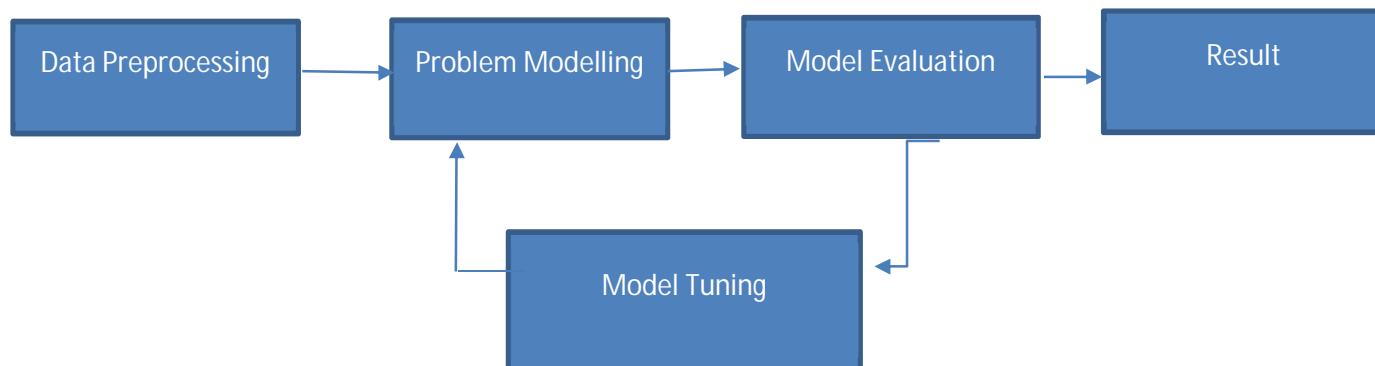 Data Preprocessing
Problem Modelling
Model Evaluation
Result
Model Tuning